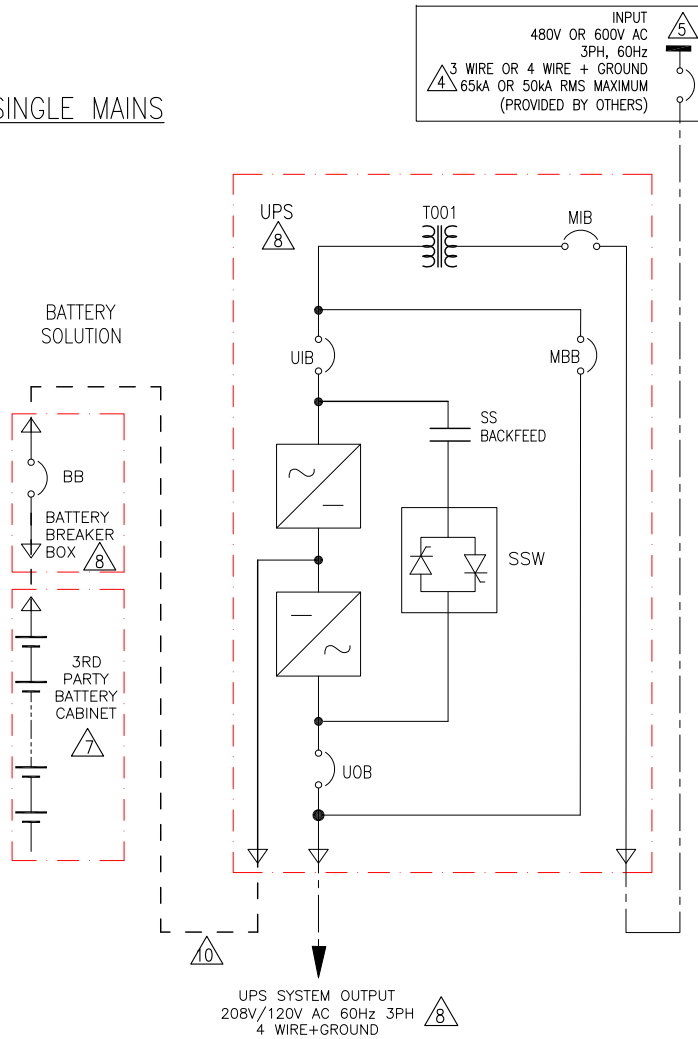 INPUT
480V OR 600V AC
3PH, 60Hz
3 WIRE OR 4 WIRE + GROUND
65kA OR 50kA RMS MAXIMUM
(PROVIDED BY OTHERS)
5
4
SINGLE MAINS
UPS
8
T001
MIB
BATTERY
SOLUTION
UIB
MBB
SS
BACKFEED
BB
BATTERY
BREAKER
BOX
8
SSW
3RD
PARTY
BATTERY
CABINET
7
UOB
10
UPS SYSTEM OUTPUT
208V/120V AC 60Hz 3PH
4 WIRE+GROUND
8